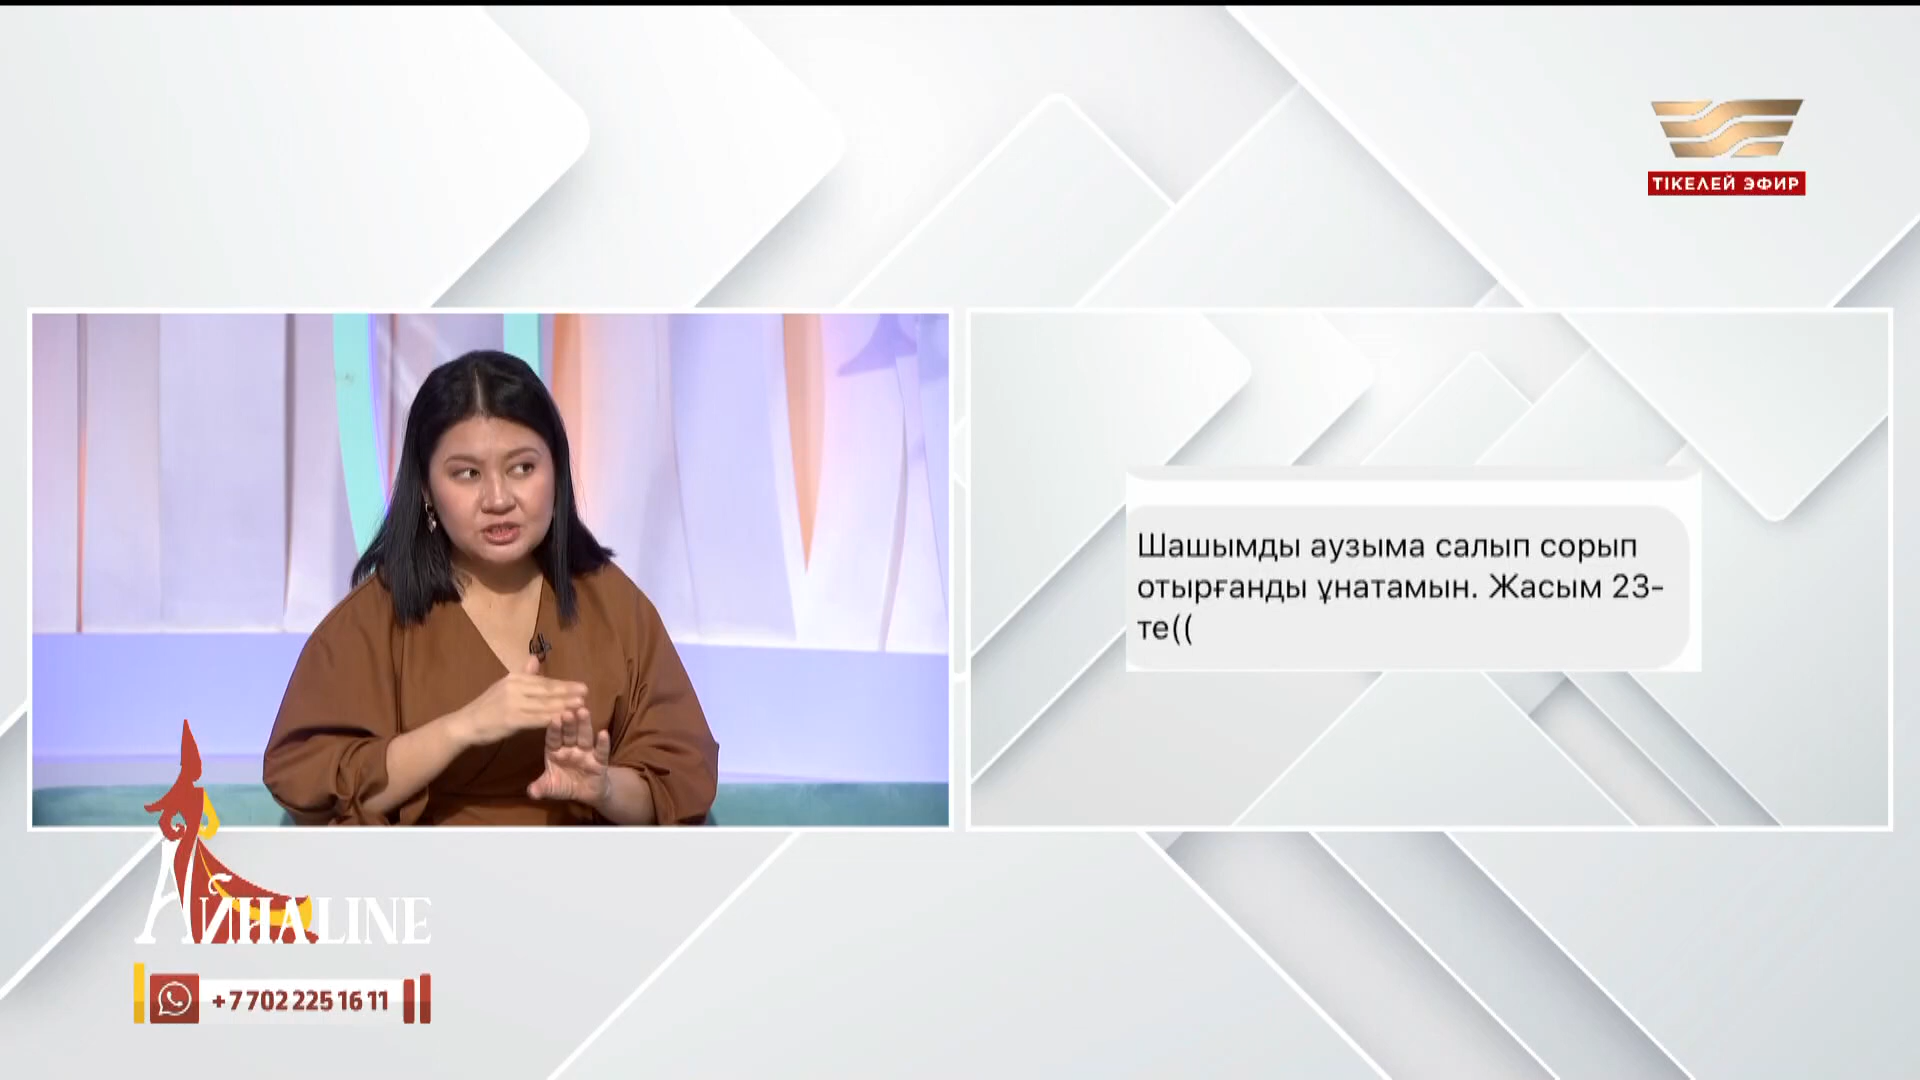 ТІКЕЛЕЙ ЭФИР
Шашымды аузыма салып сорып
отырғанды ұнатамын. Жасым 23-
те((
АЙНАLINE
+7 702 225 16 11